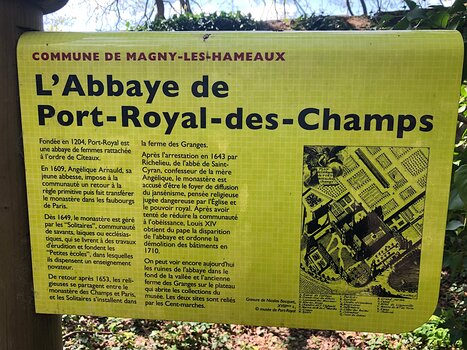 COMMUNE DE MAGNY-LES-HAMEAUX
L'Abbaye de
Port-Royal-des-Champs
Fondée en 1204, Port-Royal est
une abbaye de femmes rattachée
à l'ordre de Cîteaux.
En 1609, Angélique Arnauld, sa
jeune abbesse, impose à la
communauté un retour à la
règle primitive puis fait transférer
le monastère dans les faubourgs
de Paris.
Dès 1649, le monastère est géré
par les "Solitaires", communauté
de savants, laïques ou ecclésias-
tiques, qui se livrent à des travaux
d'érudition et fondent les
"Petites écoles", dans lesquelles
ils dispensent un enseignement
novateur.
De retour après 1653, les reli-
gieuses se partagent entre le
monastère des Champs et Paris,
et les Solitaires s'installent dans
la ferme des Granges.
Après l'arrestation en 1643 par
Richelieu, de l'abbé de Saint-
Cyran, confesseur de la mère
Angélique, le monastère est
accusé d'être le foyer de diffusion
du jansénisme, pensée religieuse
jugée dangereuse par l'Église et
le pouvoir royal. Après avoir
tenté de réduire la communauté
à l'obéissance, Louis XIV
obtient du pape la dispersion
de l'abbaye et ordonne la
démolition des bâtiments en
1710.
On peut voir encore aujourd'hui
les ruines de l'abbaye dans le
fond de la vallée et l'ancienne
ferme des Granges sur le plateau
qui abrite les collections du
musée. Les deux sites sont reliés
par les Cent-marches.
Gravure de Nicolas Bocquet,
© musée de Port-Royal